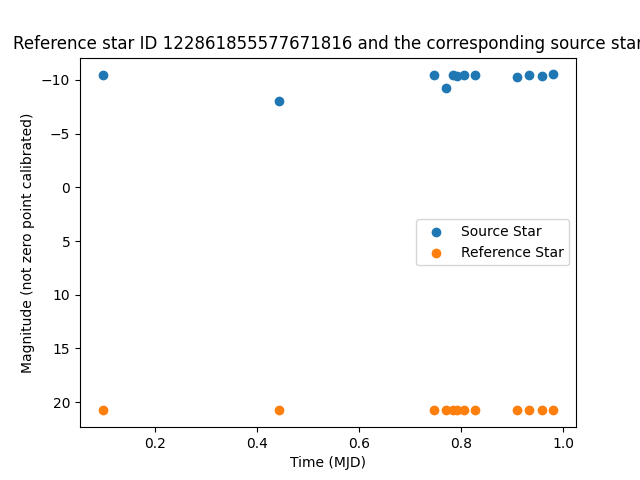 Reference star ID 122861855577671816 and the corresponding source star
−10
−5
0
5
10
15
20
Magnitude (not zero point calibrated)
Source Star
Reference Star
0.2 0.4 0.6 0.8 1.0
Time (MJD)